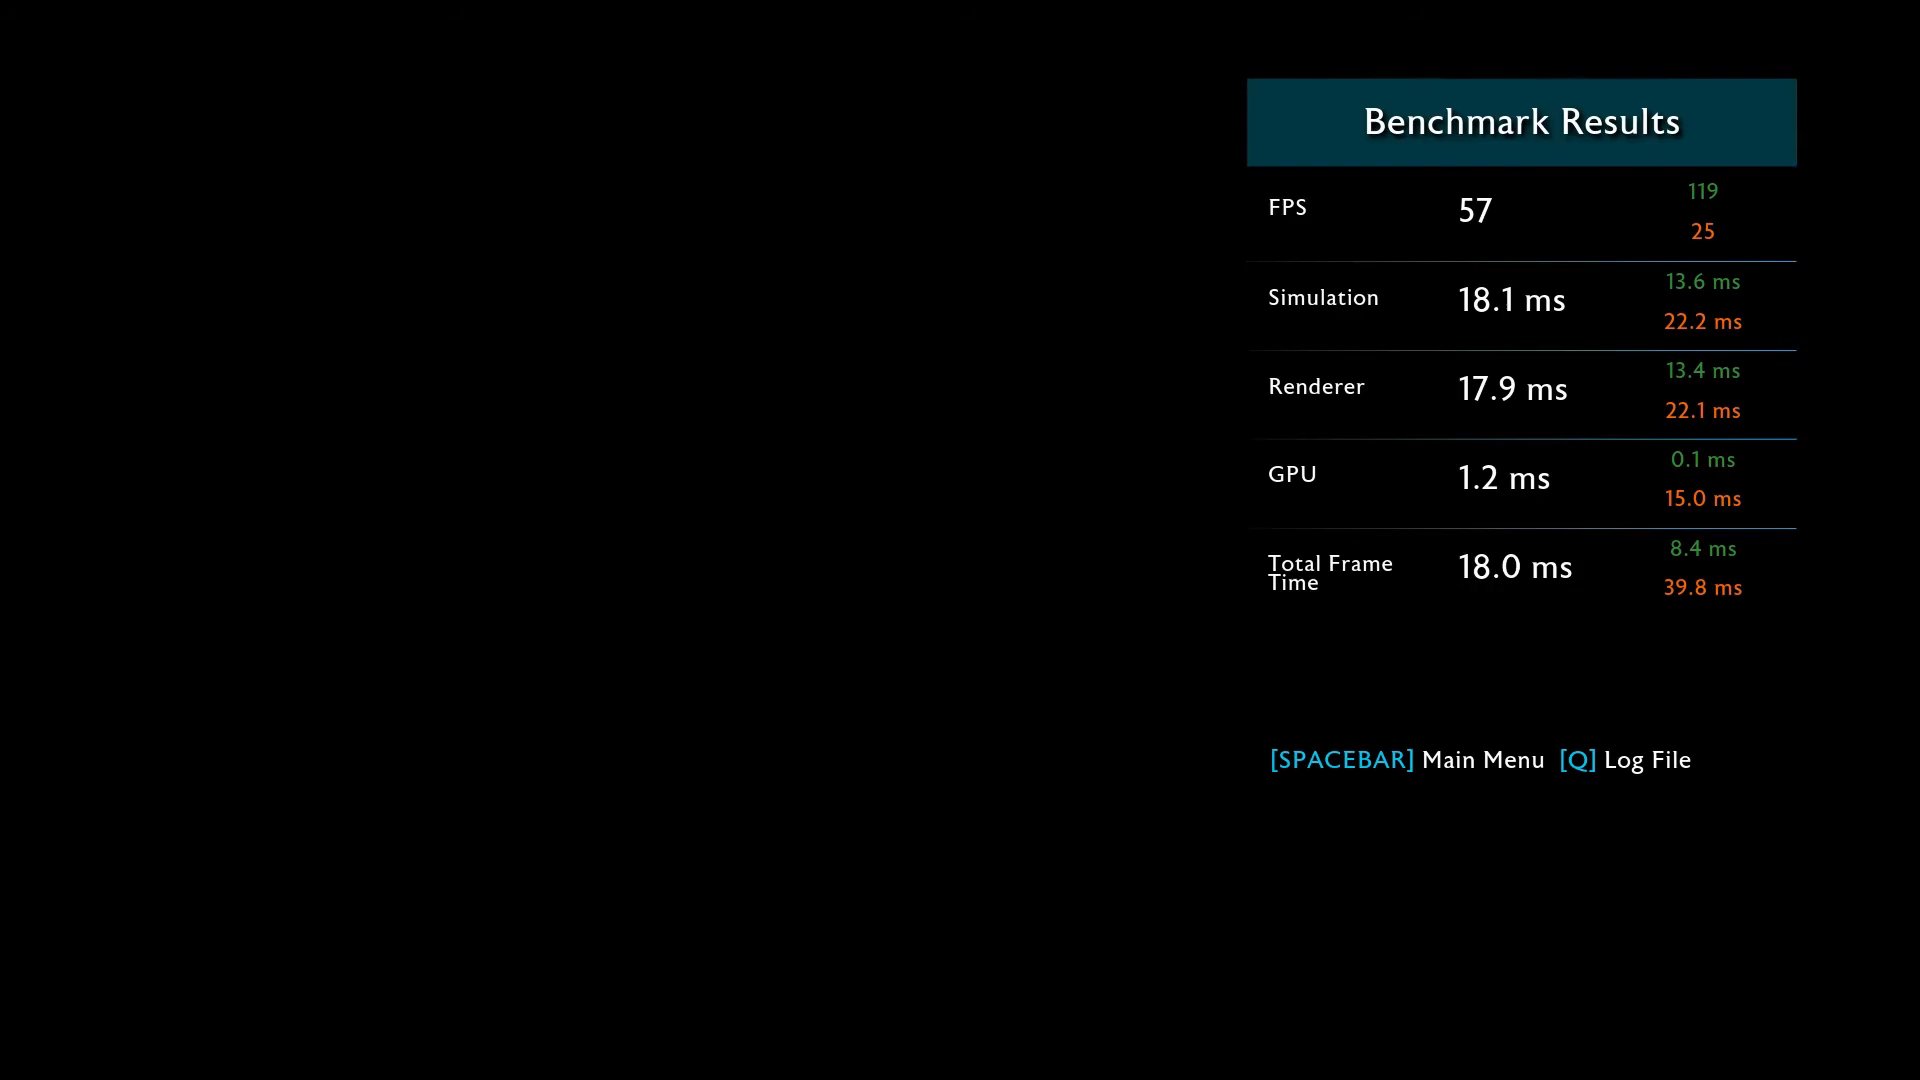 Benchmark Results
FPS 57 119
25
Simulation 18.1 ms 13.6 ms
22.2 ms
Renderer 17.9 ms 13.4 ms
22.1 ms
GPU 1.2 ms 0.1 ms
15.0 ms
Total Frame Time 18.0 ms 8.4 ms
39.8 ms
[SPACEBAR] Main Menu [Q] Log File